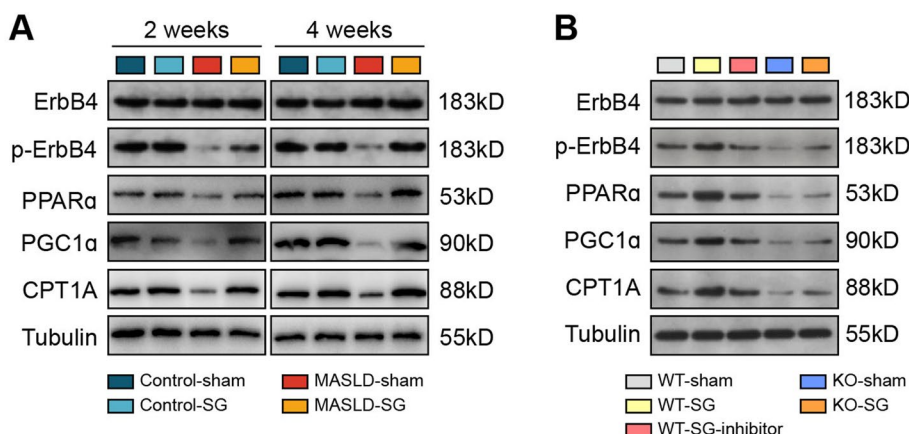 A
2 weeks 4 weeks
ErbB4 183kD
p-ErbB4 183kD
PPARα 53kD
PGC1α 90kD
CPT1A 88kD
Tubulin 55kD
Control-sham MASLD-sham
Control-SG MASLD-SG
B
ErbB4 183kD
p-ErbB4 183kD
PPARα 53kD
PGC1α 90kD
CPT1A 88kD
Tubulin 55kD
WT-sham KO-sham
WT-SG KO-SG
WT-SG-inhibitor